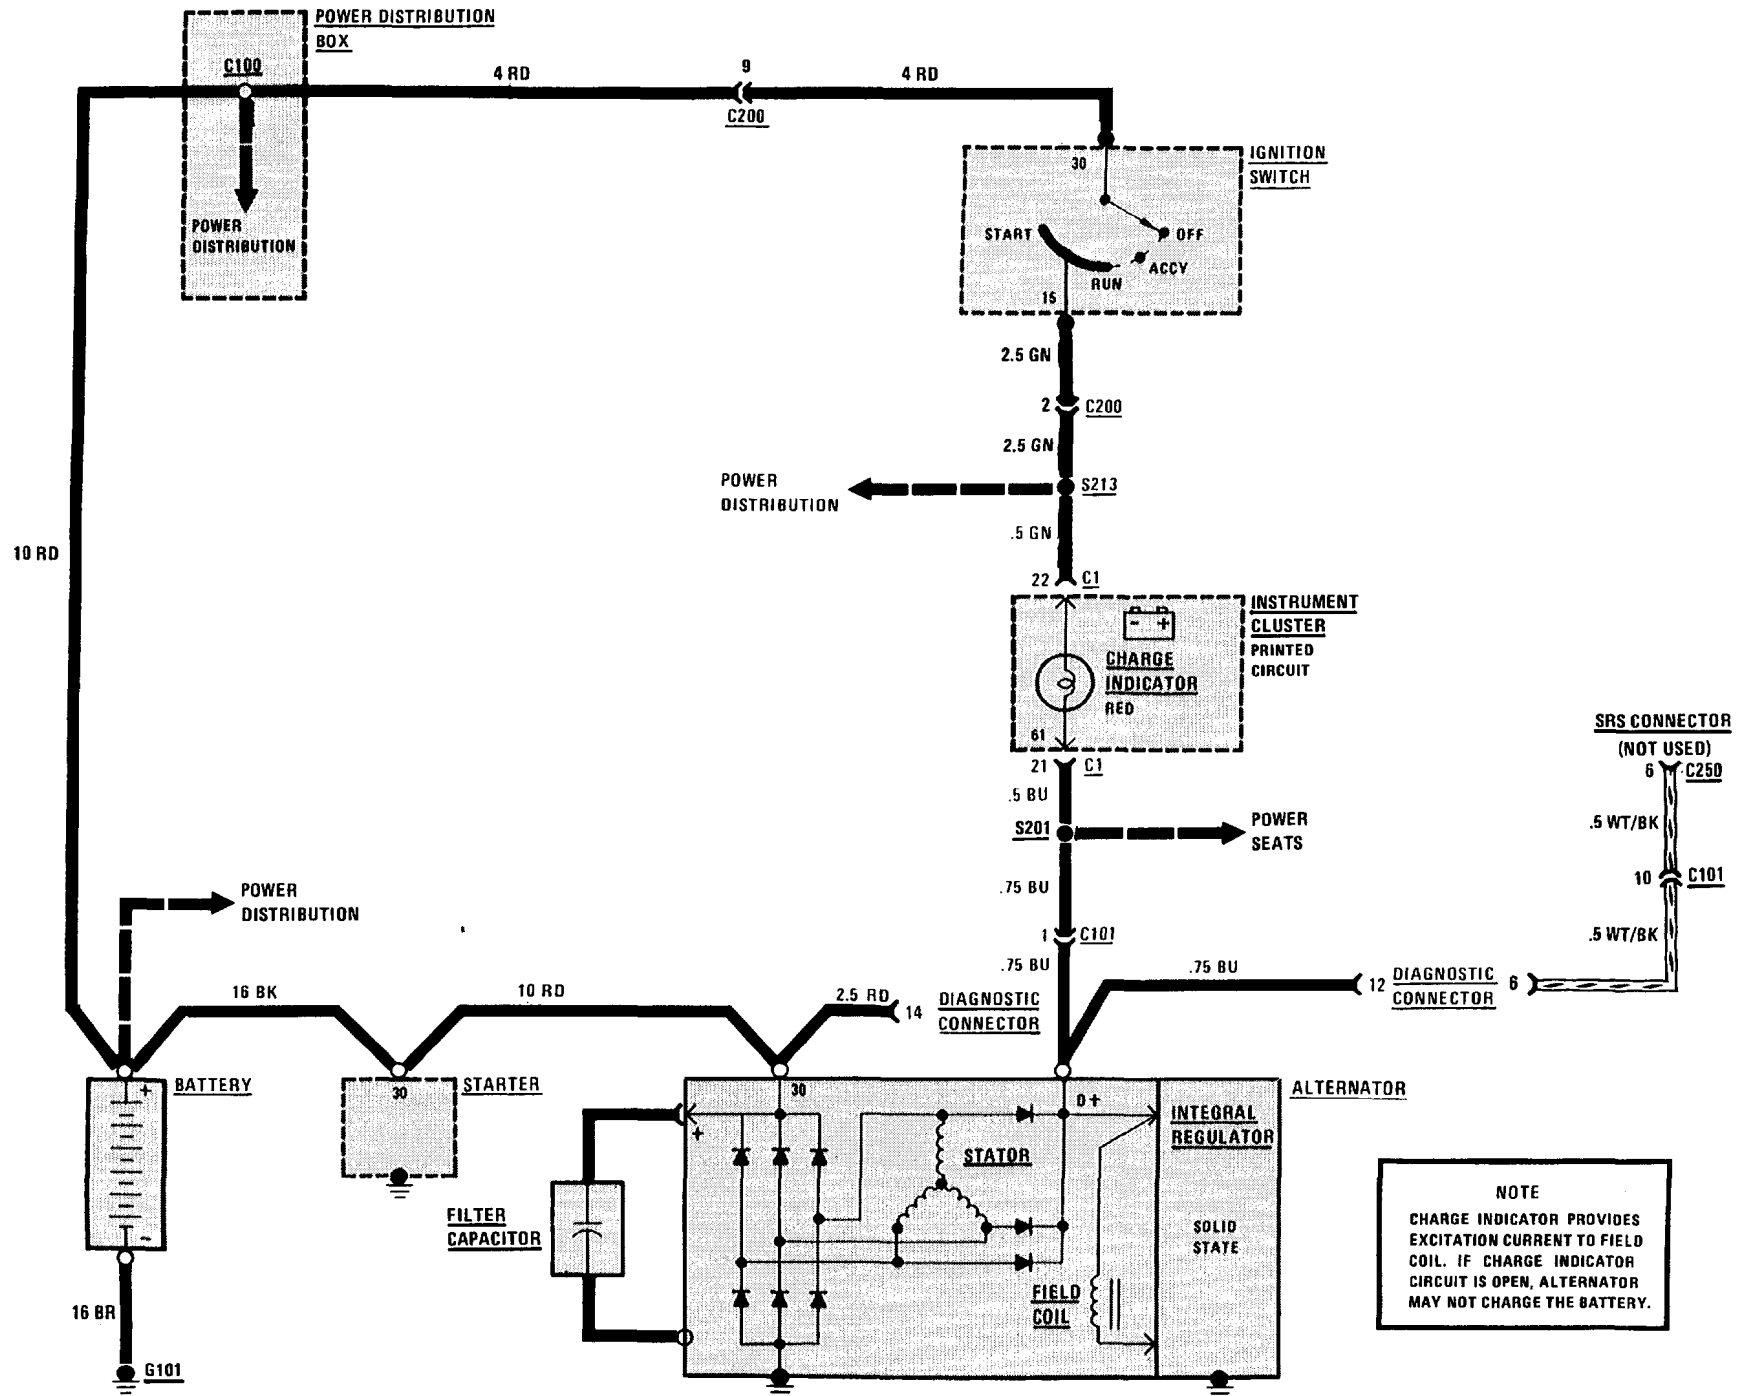 POWER DISTRIBUTION
BOX
C100
4 RD
9
4 RD
C200
POWER
DISTRIBUTION
IGNITION
SWITCH
30
START
OFF
ACCY
RUN
15
2.5 GN
2
C200
2.5 GN
POWER
DISTRIBUTION
S213
.5 GN
10 RD
22
C1
INSTRUMENT
CLUSTER
PRINTED
CIRCUIT
- +
CHARGE
INDICATOR
RED
61
21
C1
.5 BU
S201
POWER
SEATS
.75 BU
1
C101
.75 BU
SRS CONNECTOR
(NOT USED)
6
C250
.5 WT/BK
10
C101
.5 WT/BK
.75 BU
12
DIAGNOSTIC
CONNECTOR
6
POWER
DISTRIBUTION
16 BK
10 RD
2.5 RD
14
DIAGNOSTIC
CONNECTOR
BATTERY
+
-
30
STARTER
30
D+
ALTERNATOR
+
INTEGRAL
REGULATOR
STATOR
SOLID
STATE
FIELD
COIL
FILTER
CAPACITOR
16 BR
G101
NOTE
CHARGE INDICATOR PROVIDES
EXCITATION CURRENT TO FIELD
COIL. IF CHARGE INDICATOR
CIRCUIT IS OPEN, ALTERNATOR
MAY NOT CHARGE THE BATTERY.